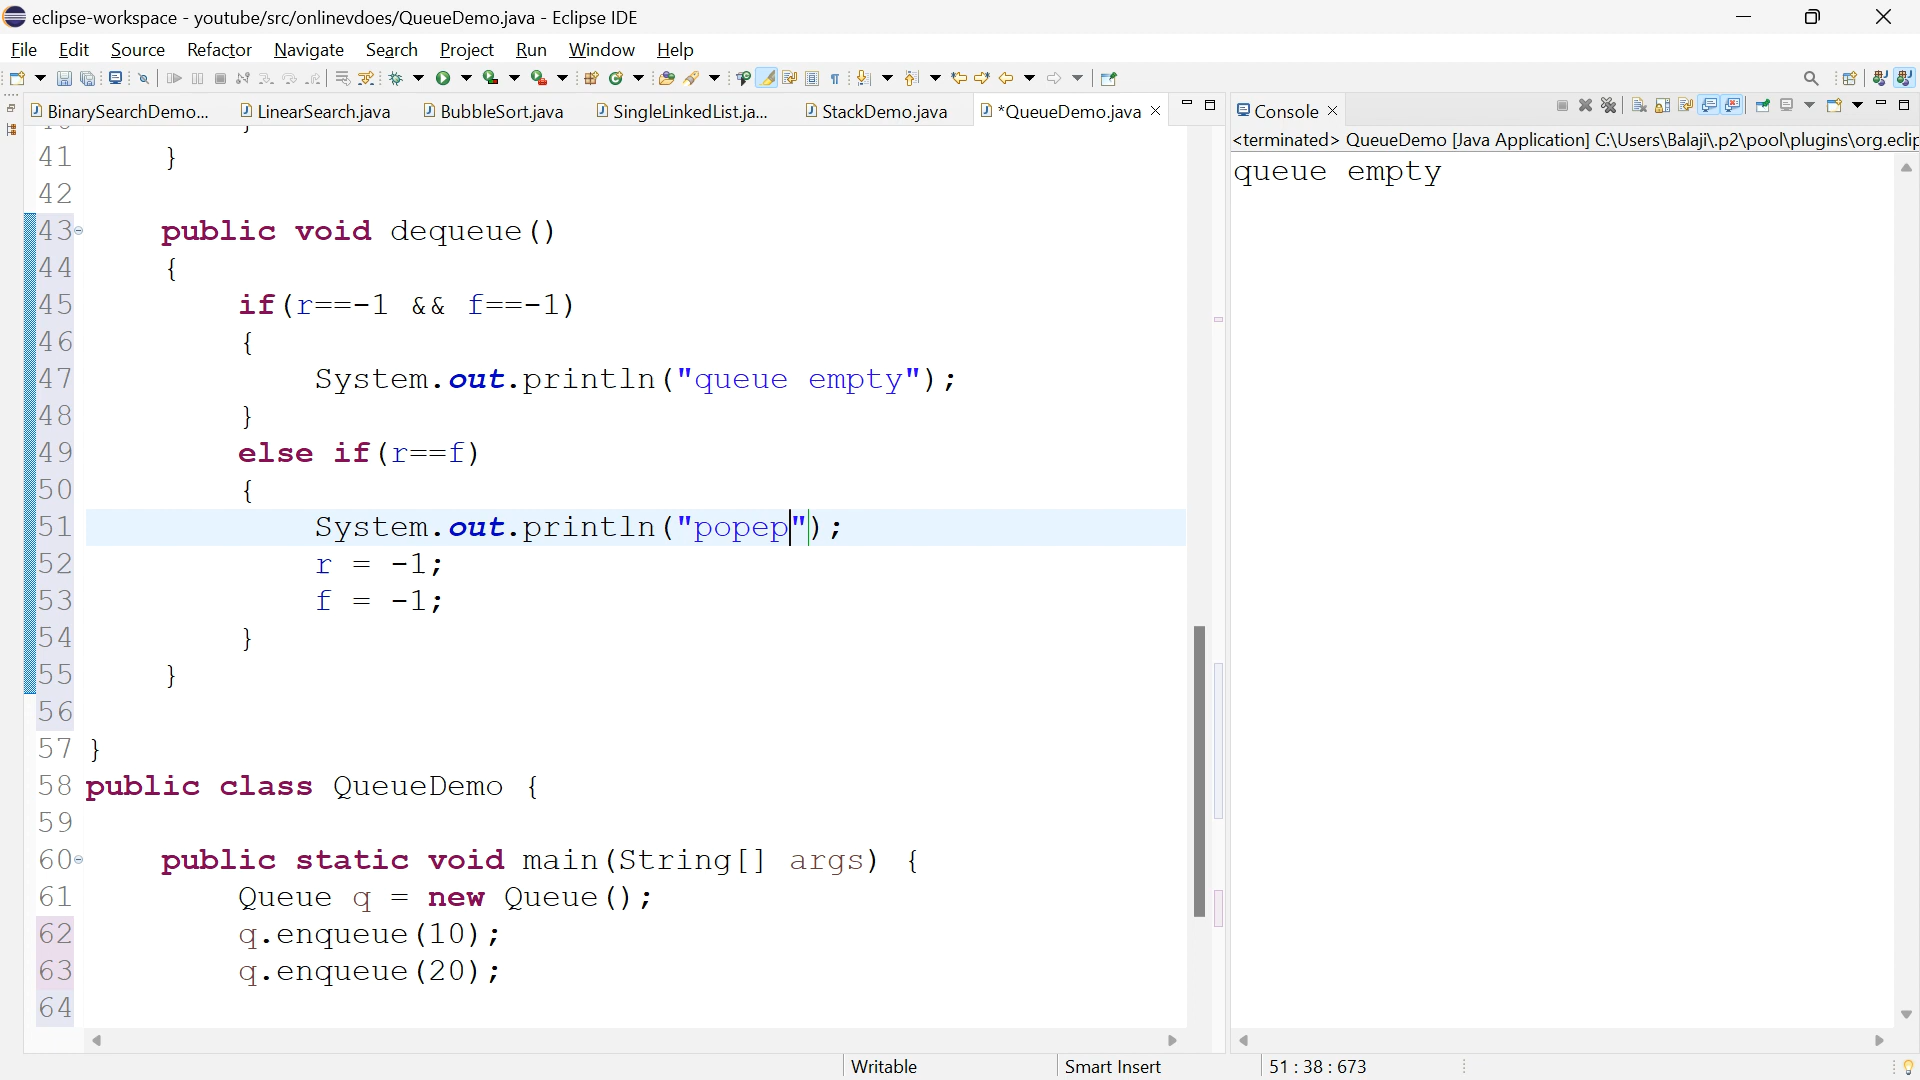 eclipse-workspace - youtube/src/onlinevdoes/QueueDemo.java - Eclipse IDE
File Edit Source Refactor Navigate Search Project Run Window Help
BinarySearchDemo... LinearSearch.java BubbleSort.java SingleLinkedList.ja... StackDemo.java *QueueDemo.java
Console
<terminated> QueueDemo [Java Application] C:\Users\Balaji\.p2\pool\plugins\org.eclip
queue empty
41 }
42
43 public void dequeue()
44 {
45 if(r==-1 && f==-1)
46 {
47 System.out.println("queue empty");
48 }
49 else if(r==f)
50 {
51 System.out.println("popep");
52 r = -1;
53 f = -1;
54 }
55 }
56
57 }
58 public class QueueDemo {
59
60 public static void main(String[] args) {
61 Queue q = new Queue();
62 q.enqueue(10);
63 q.enqueue(20);
64
Writable Smart Insert 51 : 38 : 673